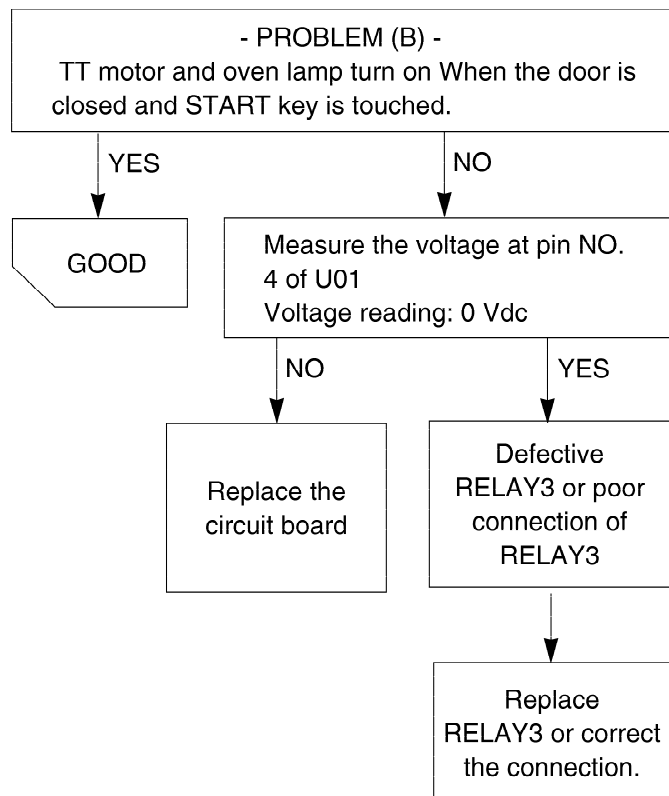 - PROBLEM (B) -
TT motor and oven lamp turn on When the door is
closed and START key is touched.
YES
NO
GOOD
Measure the voltage at pin NO.
4 of U01
Voltage reading: 0 Vdc
NO
YES
Replace the
circuit board
Defective
RELAY3 or poor
connection of
RELAY3
Replace
RELAY3 or correct
the connection.